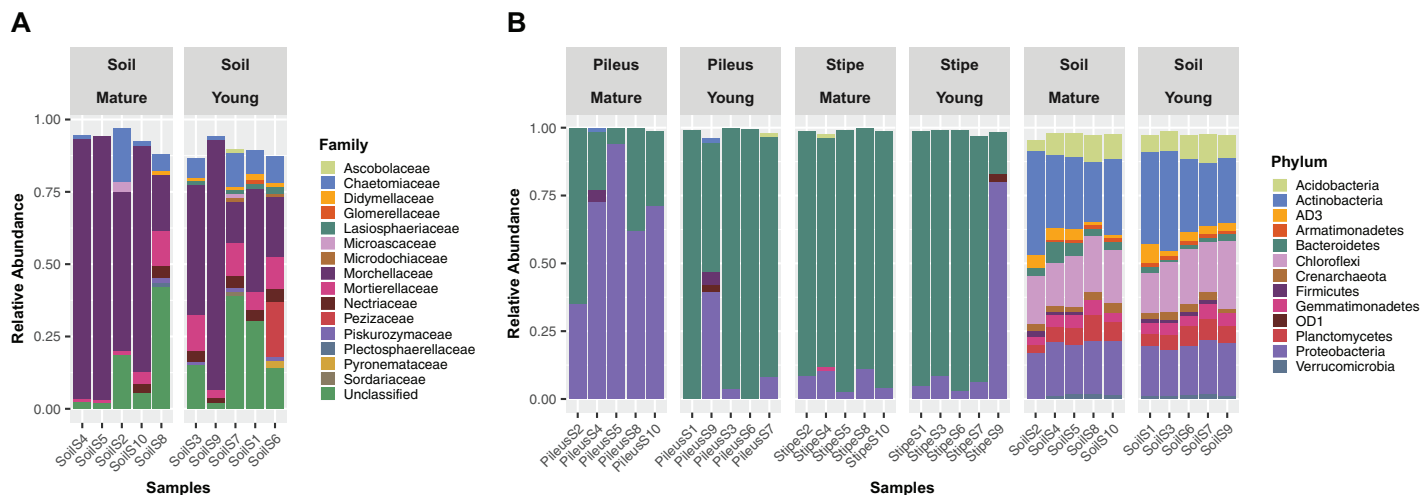 A
B
Soil
Mature
Soil
Young
Relative Abundance
1.00
0.75
0.50
0.25
0.00
SoilS4
SoilS5
SoilS2
SoilS10
SoilS8
SoilS3
SoilS9
SoilS7
SoilS1
SoilS6
Samples
Family
Ascobolaceae
Chaetomiaceae
Didymellaceae
Glomerellaceae
Lasiosphaeriaceae
Microascaceae
Microdochiaceae
Morchellaceae
Mortierellaceae
Nectriaceae
Pezizaceae
Piskurozymaceae
Plectosphaerellaceae
Pyronemataceae
Sordariaceae
Unclassified
Pileus
Mature
Pileus
Young
Stipe
Mature
Stipe
Young
Soil
Mature
Soil
Young
Relative Abundance
1.00
0.75
0.50
0.25
0.00
PileusS2
PileusS4
PileusS5
PileusS8
PileusS10
PileusS1
PileusS9
PileusS3
PileusS6
PileusS7
StipeS2
StipeS4
StipeS5
StipeS8
StipeS10
StipeS1
StipeS3
StipeS6
StipeS7
StipeS9
SoilS2
SoilS4
SoilS5
SoilS8
SoilS10
SoilS1
SoilS3
SoilS6
SoilS7
SoilS9
Samples
Phylum
Acidobacteria
Actinobacteria
AD3
Armatimonadetes
Bacteroidetes
Chloroflexi
Crenarchaeota
Firmicutes
Gemmatimonadetes
OD1
Planctomycetes
Proteobacteria
Verrucomicrobia